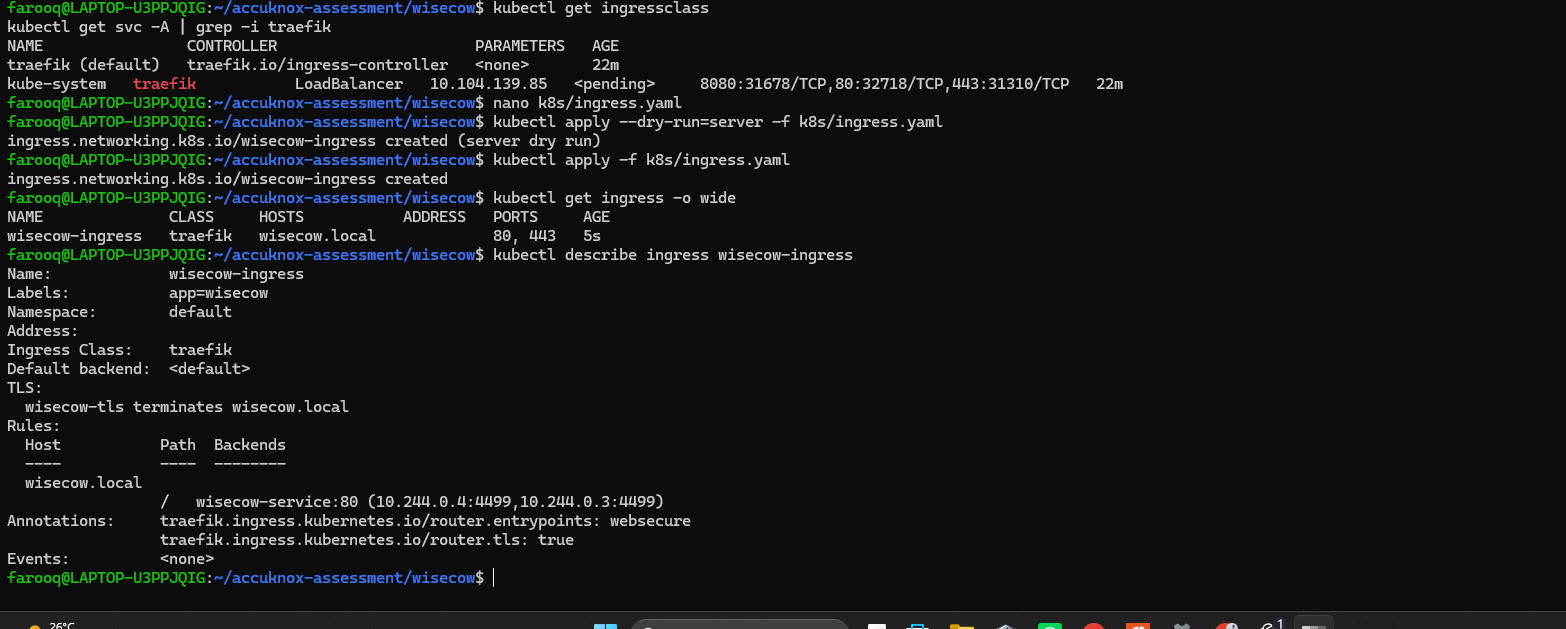 farooq@LAPTOP-U3PPJQIG:~/accuknox-assessment/wisecow$ kubectl get ingressclass
kubectl get svc -A | grep -i traefik
NAME                CONTROLLER                      PARAMETERS   AGE
traefik (default)   traefik.io/ingress-controller   <none>       22m
kube-system   traefik           LoadBalancer   10.104.139.85   <pending>     8080:31678/TCP,80:32718/TCP,443:31310/TCP   22m
farooq@LAPTOP-U3PPJQIG:~/accuknox-assessment/wisecow$ nano k8s/ingress.yaml
farooq@LAPTOP-U3PPJQIG:~/accuknox-assessment/wisecow$ kubectl apply --dry-run=server -f k8s/ingress.yaml
ingress.networking.k8s.io/wisecow-ingress created (server dry run)
farooq@LAPTOP-U3PPJQIG:~/accuknox-assessment/wisecow$ kubectl apply -f k8s/ingress.yaml
ingress.networking.k8s.io/wisecow-ingress created
farooq@LAPTOP-U3PPJQIG:~/accuknox-assessment/wisecow$ kubectl get ingress -o wide
NAME              CLASS     HOSTS           ADDRESS   PORTS     AGE
wisecow-ingress   traefik   wisecow.local             80, 443   5s
farooq@LAPTOP-U3PPJQIG:~/accuknox-assessment/wisecow$ kubectl describe ingress wisecow-ingress
Name:             wisecow-ingress
Labels:           app=wisecow
Namespace:        default
Address:
Ingress Class:    traefik
Default backend:  <default>
TLS:
  wisecow-tls terminates wisecow.local
Rules:
  Host           Path  Backends
  ----           ----  --------
  wisecow.local
                 /   wisecow-service:80 (10.244.0.4:4499,10.244.0.3:4499)
Annotations:     traefik.ingress.kubernetes.io/router.entrypoints: websecure
                 traefik.ingress.kubernetes.io/router.tls: true
Events:          <none>
farooq@LAPTOP-U3PPJQIG:~/accuknox-assessment/wisecow$
26°C
1